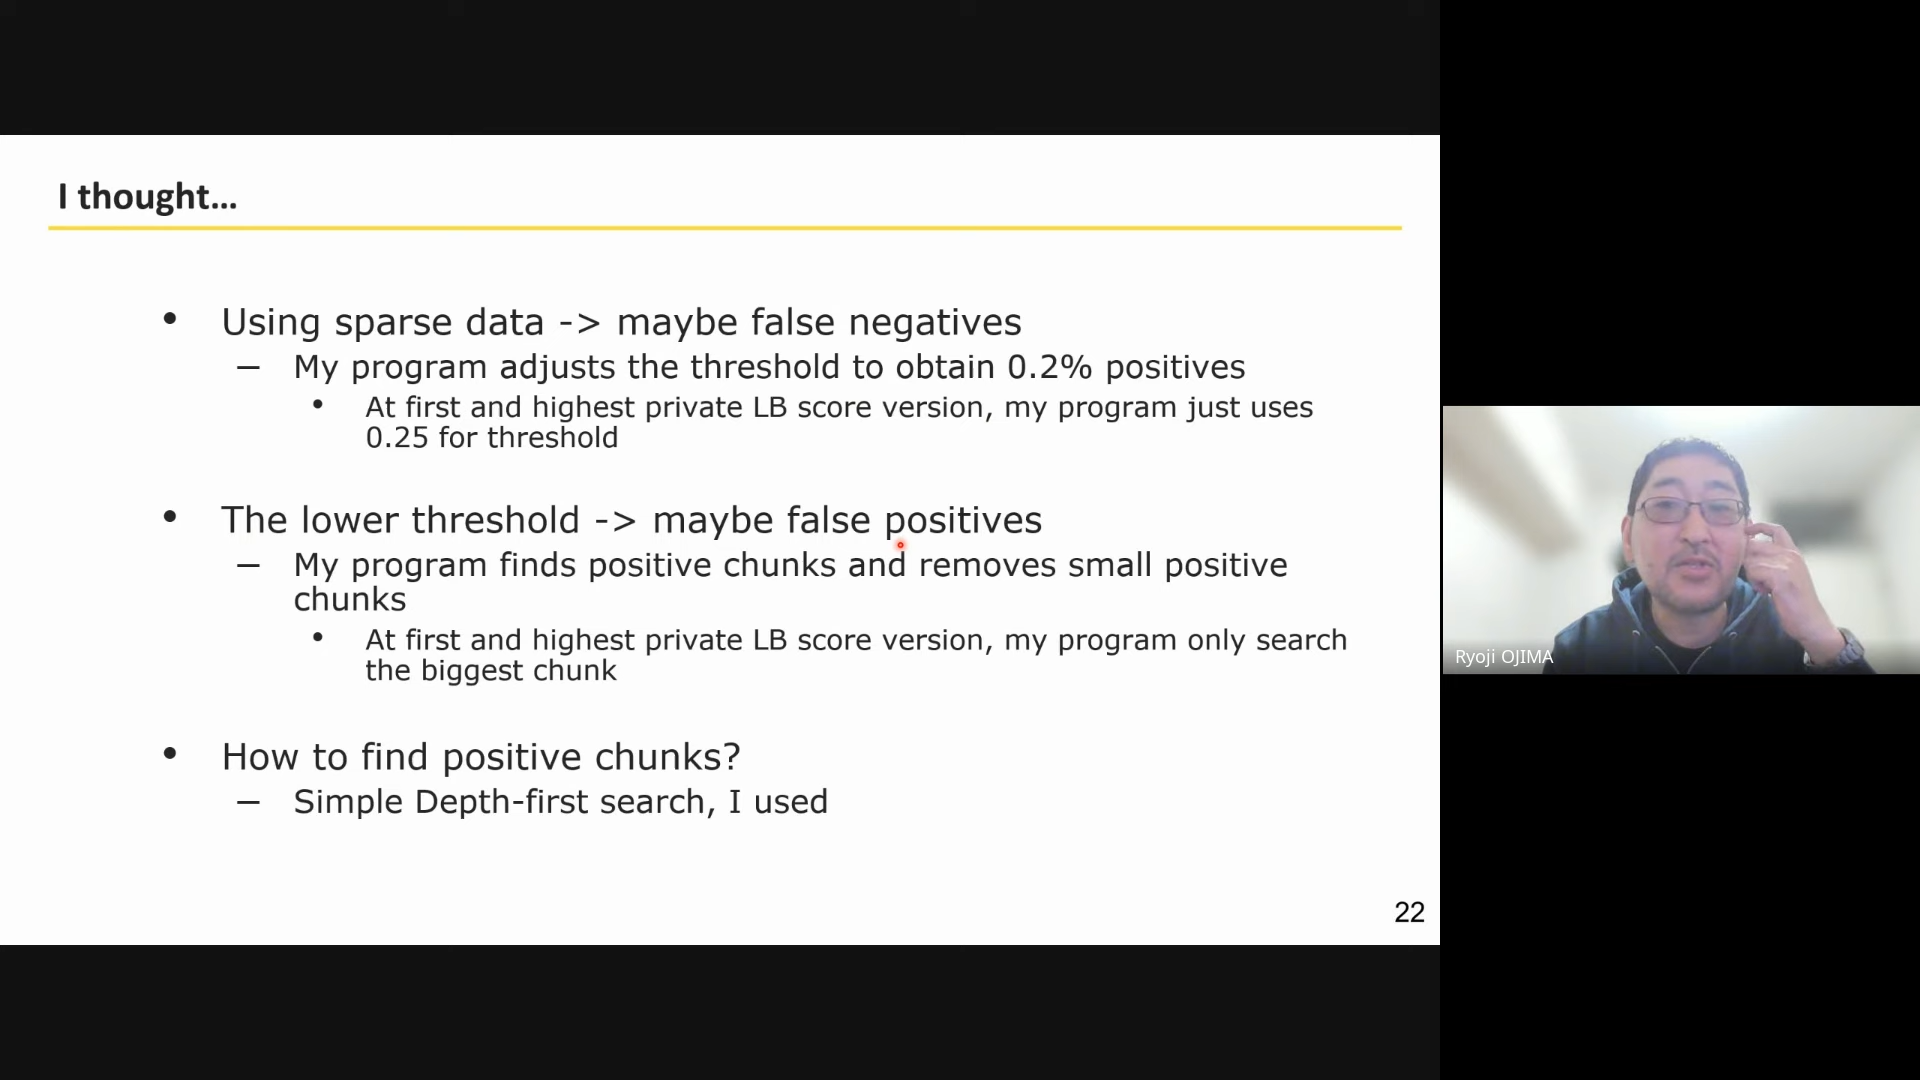 I thought...
• Using sparse data -> maybe false negatives
– My program adjusts the threshold to obtain 0.2% positives
• At first and highest private LB score version, my program just uses
0.25 for threshold
• The lower threshold -> maybe false positives
– My program finds positive chunks and removes small positive
chunks
• At first and highest private LB score version, my program only search
the biggest chunk
• How to find positive chunks?
– Simple Depth-first search, I used
22
Ryoji OJIMA